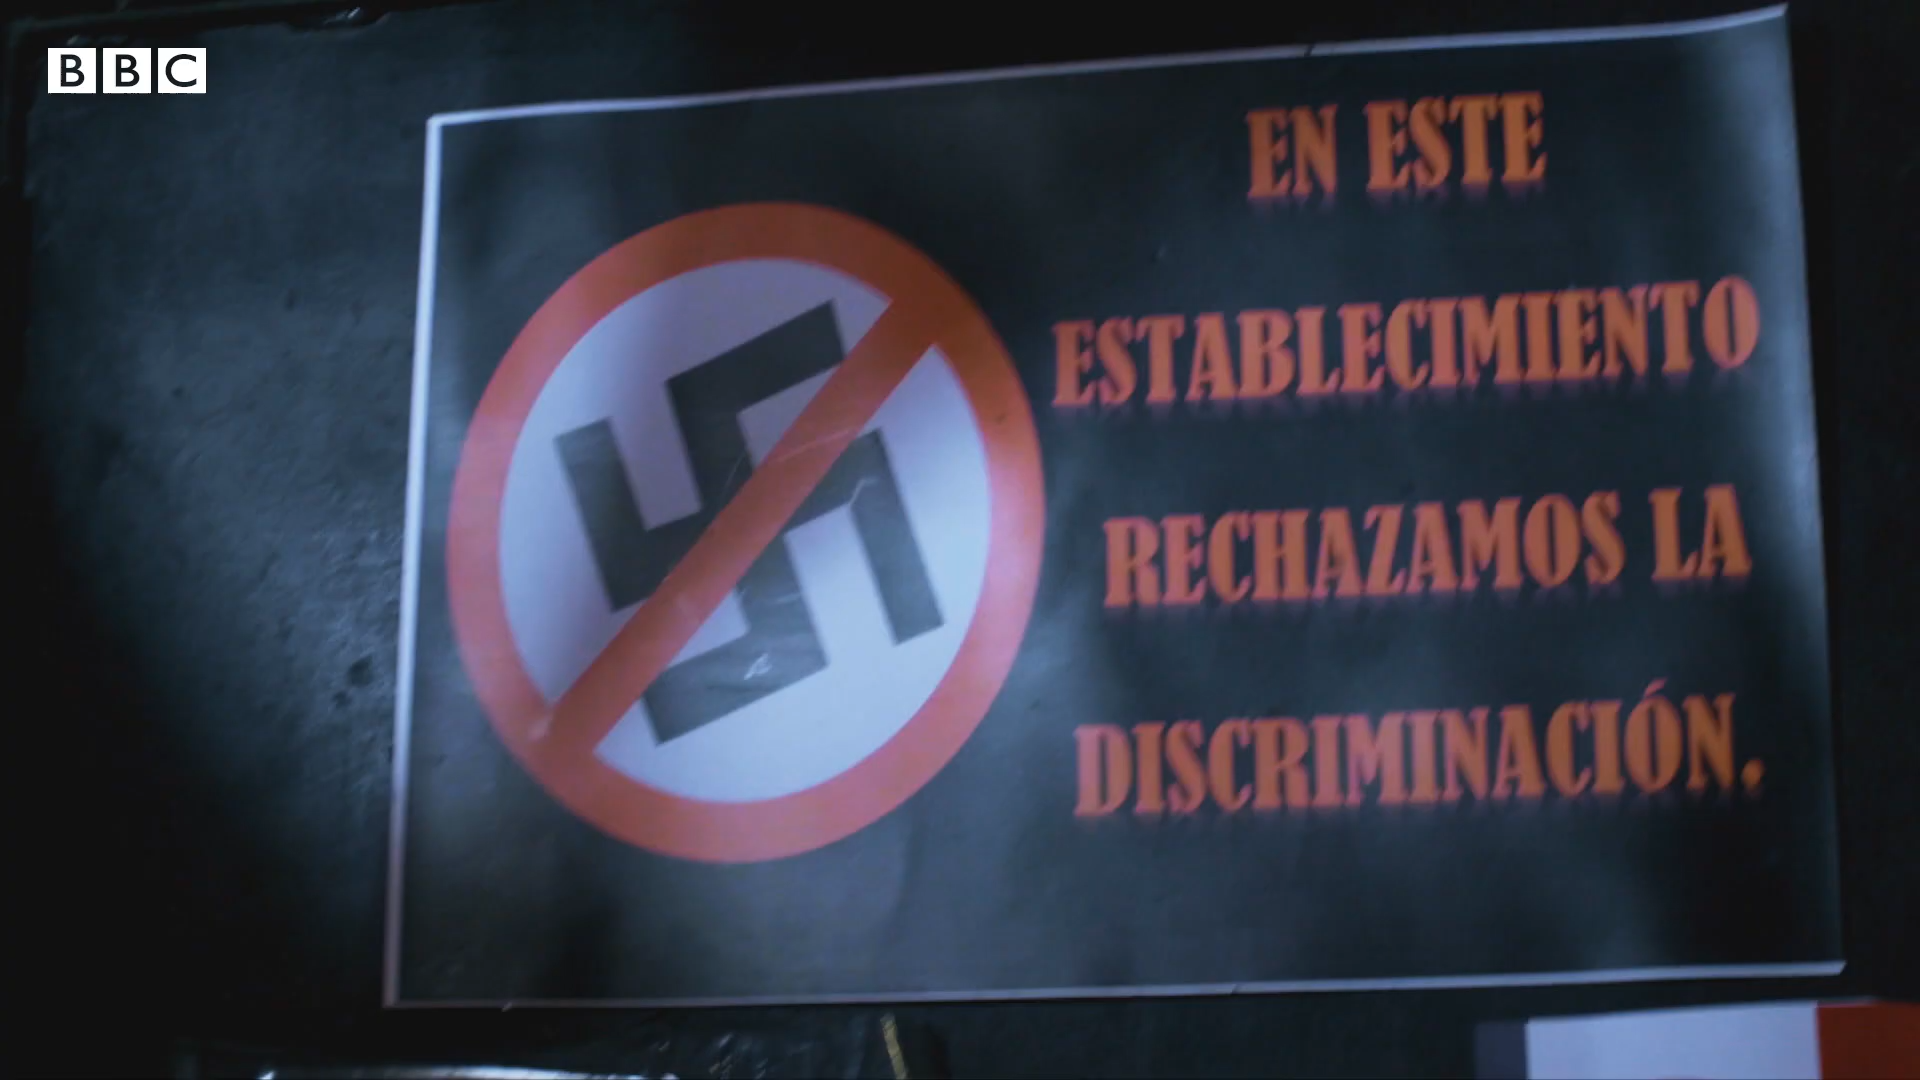 BBC
EN ESTE
ESTABLECIMIENTO
RECHAZAMOS LA
DISCRIMINACIÓN.